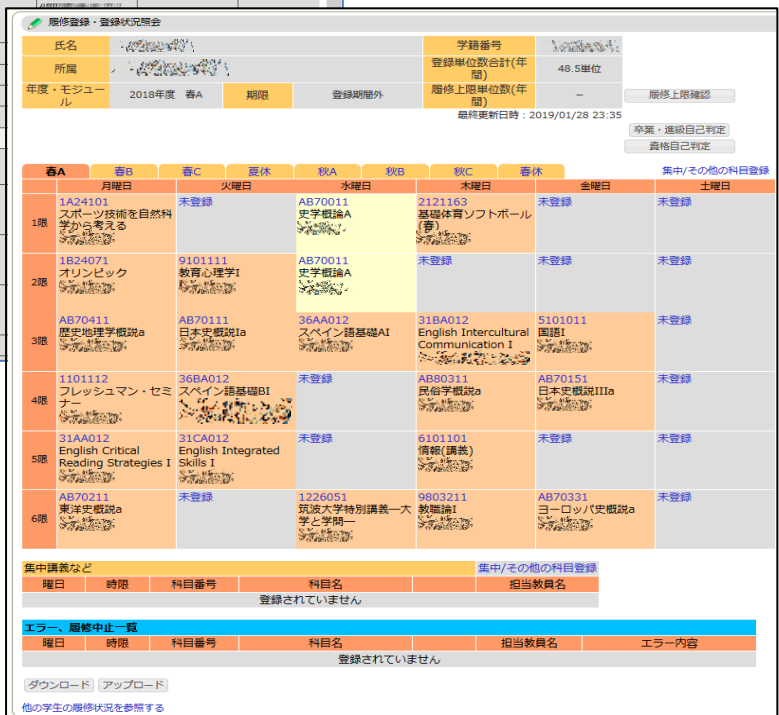 履修登録・登録状況照会
氏名 学籍番号
所属 登録単位数合計(年間) 48.5単位
年度・モジュール 2018年度 春A 期限 登録期間外 履修上限単位数(年間) － 履修上限確認
最終更新日時：2019/01/28 23:35
卒業・進級自己判定
資格自己判定
春A 春B 春C 夏休 秋A 秋B 秋C 春休 集中/その他の科目登録
月曜日 火曜日 水曜日 木曜日 金曜日 土曜日
1限
1A24101
スポーツ技術を自然科学から考える
未登録
AB70011
史学概論A
2121163
基礎体育ソフトボール(春)
未登録
未登録
2限
1B24071
オリンピック
9101111
教育心理学I
AB70011
史学概論A
未登録
未登録
未登録
3限
AB70411
歴史地理学概説a
AB70111
日本史概説Ia
36AA012
スペイン語基礎AI
31BA012
English Intercultural
Communication I
5101011
国語I
未登録
4限
1101112
フレッシュマン・セミナー
36BA012
スペイン語基礎BI
未登録
AB80311
民俗学概説a
AB70151
日本史概説IIIa
未登録
5限
31AA012
English Critical
Reading Strategies I
31CA012
English Integrated
Skills I
未登録
6101101
情報(講義)
未登録
未登録
6限
AB70211
東洋史概説a
未登録
1226051
筑波大学特別講義―大学と学問―
9803211
教職論I
AB70331
ヨーロッパ史概説a
未登録
集中講義など 集中/その他の科目登録
曜日 時限 科目番号 科目名 担当教員名
登録されていません
エラー、履修中止一覧
曜日 時限 科目番号 科目名 担当教員名 エラー内容
登録されていません
ダウンロード アップロード
他の学生の履修状況を参照する